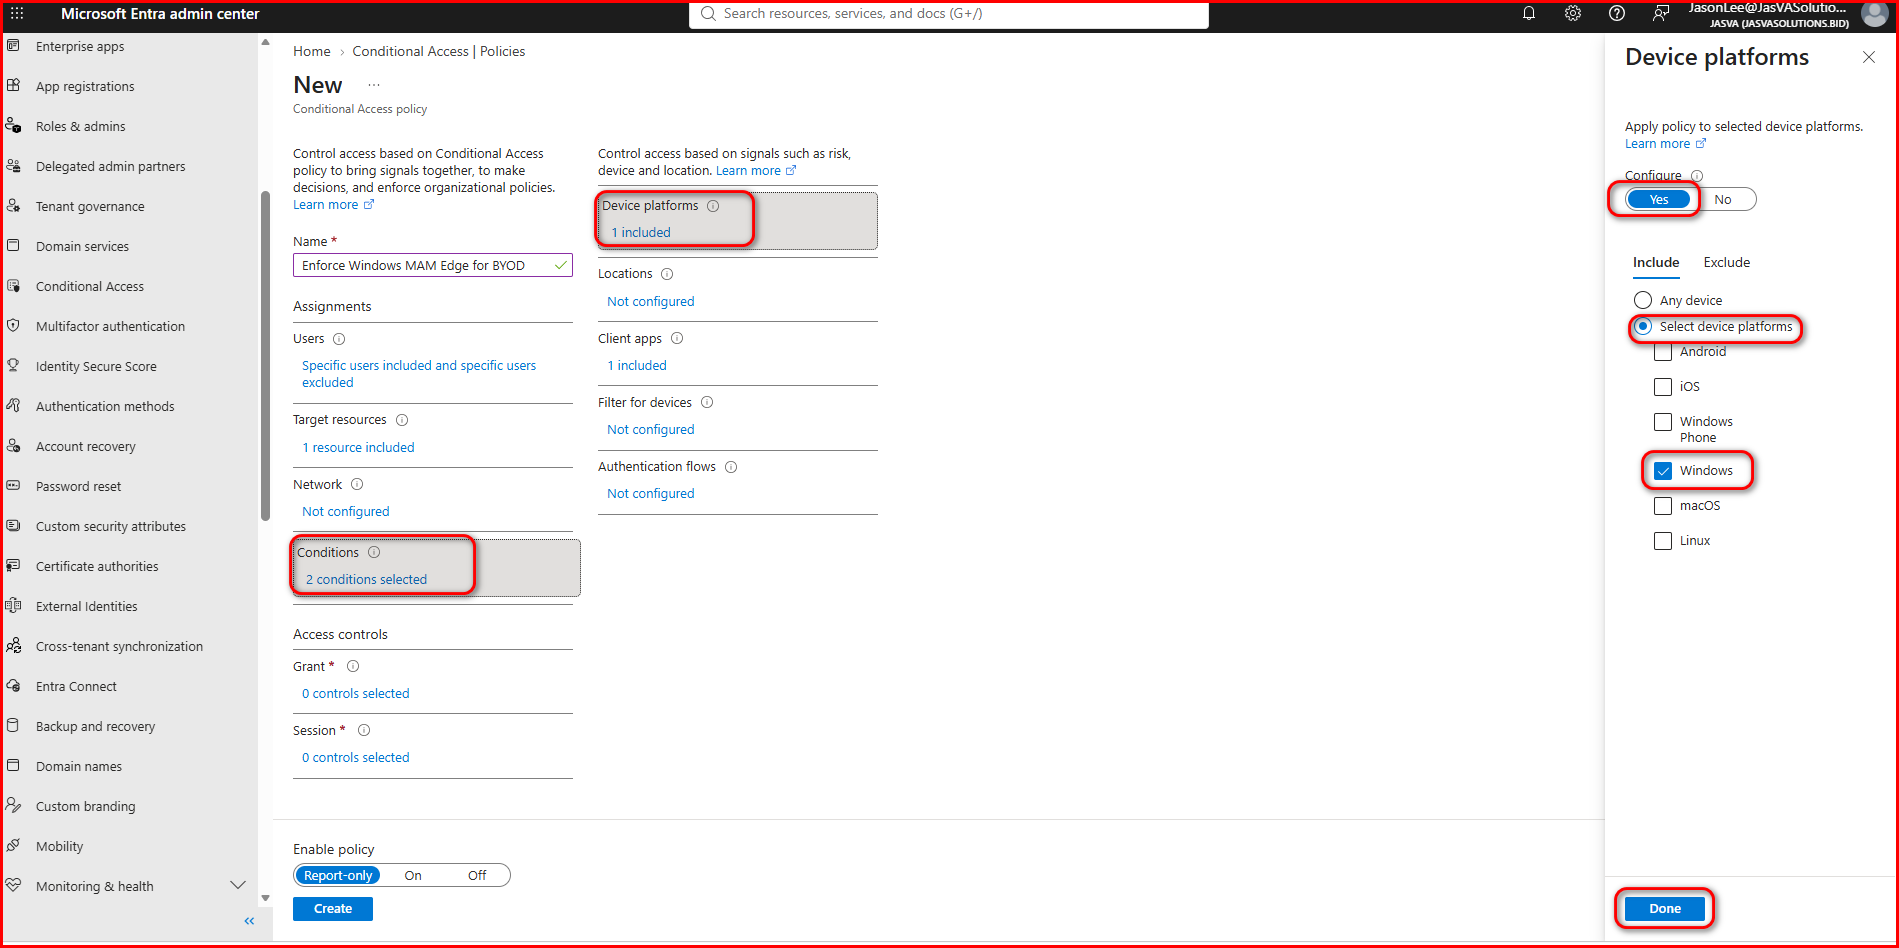 Microsoft Entra admin center
Search resources, services, and docs (G+/)
JasonLee@JasVASolutio...
JASVA (JASVASOLUTIONS.BID)
Enterprise apps
App registrations
Roles & admins
Delegated admin partners
Tenant governance
Domain services
Conditional Access
Multifactor authentication
Identity Secure Score
Authentication methods
Account recovery
Password reset
Custom security attributes
Certificate authorities
External Identities
Cross-tenant synchronization
Entra Connect
Backup and recovery
Domain names
Custom branding
Mobility
Monitoring & health
Home > Conditional Access | Policies
New ...
Conditional Access policy
Control access based on Conditional Access
policy to bring signals together, to make
decisions, and enforce organizational policies.
Learn more
Name *
Enforce Windows MAM Edge for BYOD
Assignments
Users
Specific users included and specific users
excluded
Target resources
1 resource included
Network
Not configured
Conditions
2 conditions selected
Access controls
Grant *
0 controls selected
Session *
0 controls selected
Enable policy
Report-only On Off
Create
Control access based on signals such as risk,
device and location. Learn more
Device platforms
1 included
Locations
Not configured
Client apps
1 included
Filter for devices
Not configured
Authentication flows
Not configured
Device platforms
Apply policy to selected device platforms.
Learn more
Configure
Yes No
Include Exclude
Any device
Select device platforms
Android
iOS
Windows
Phone
Windows
macOS
Linux
Done